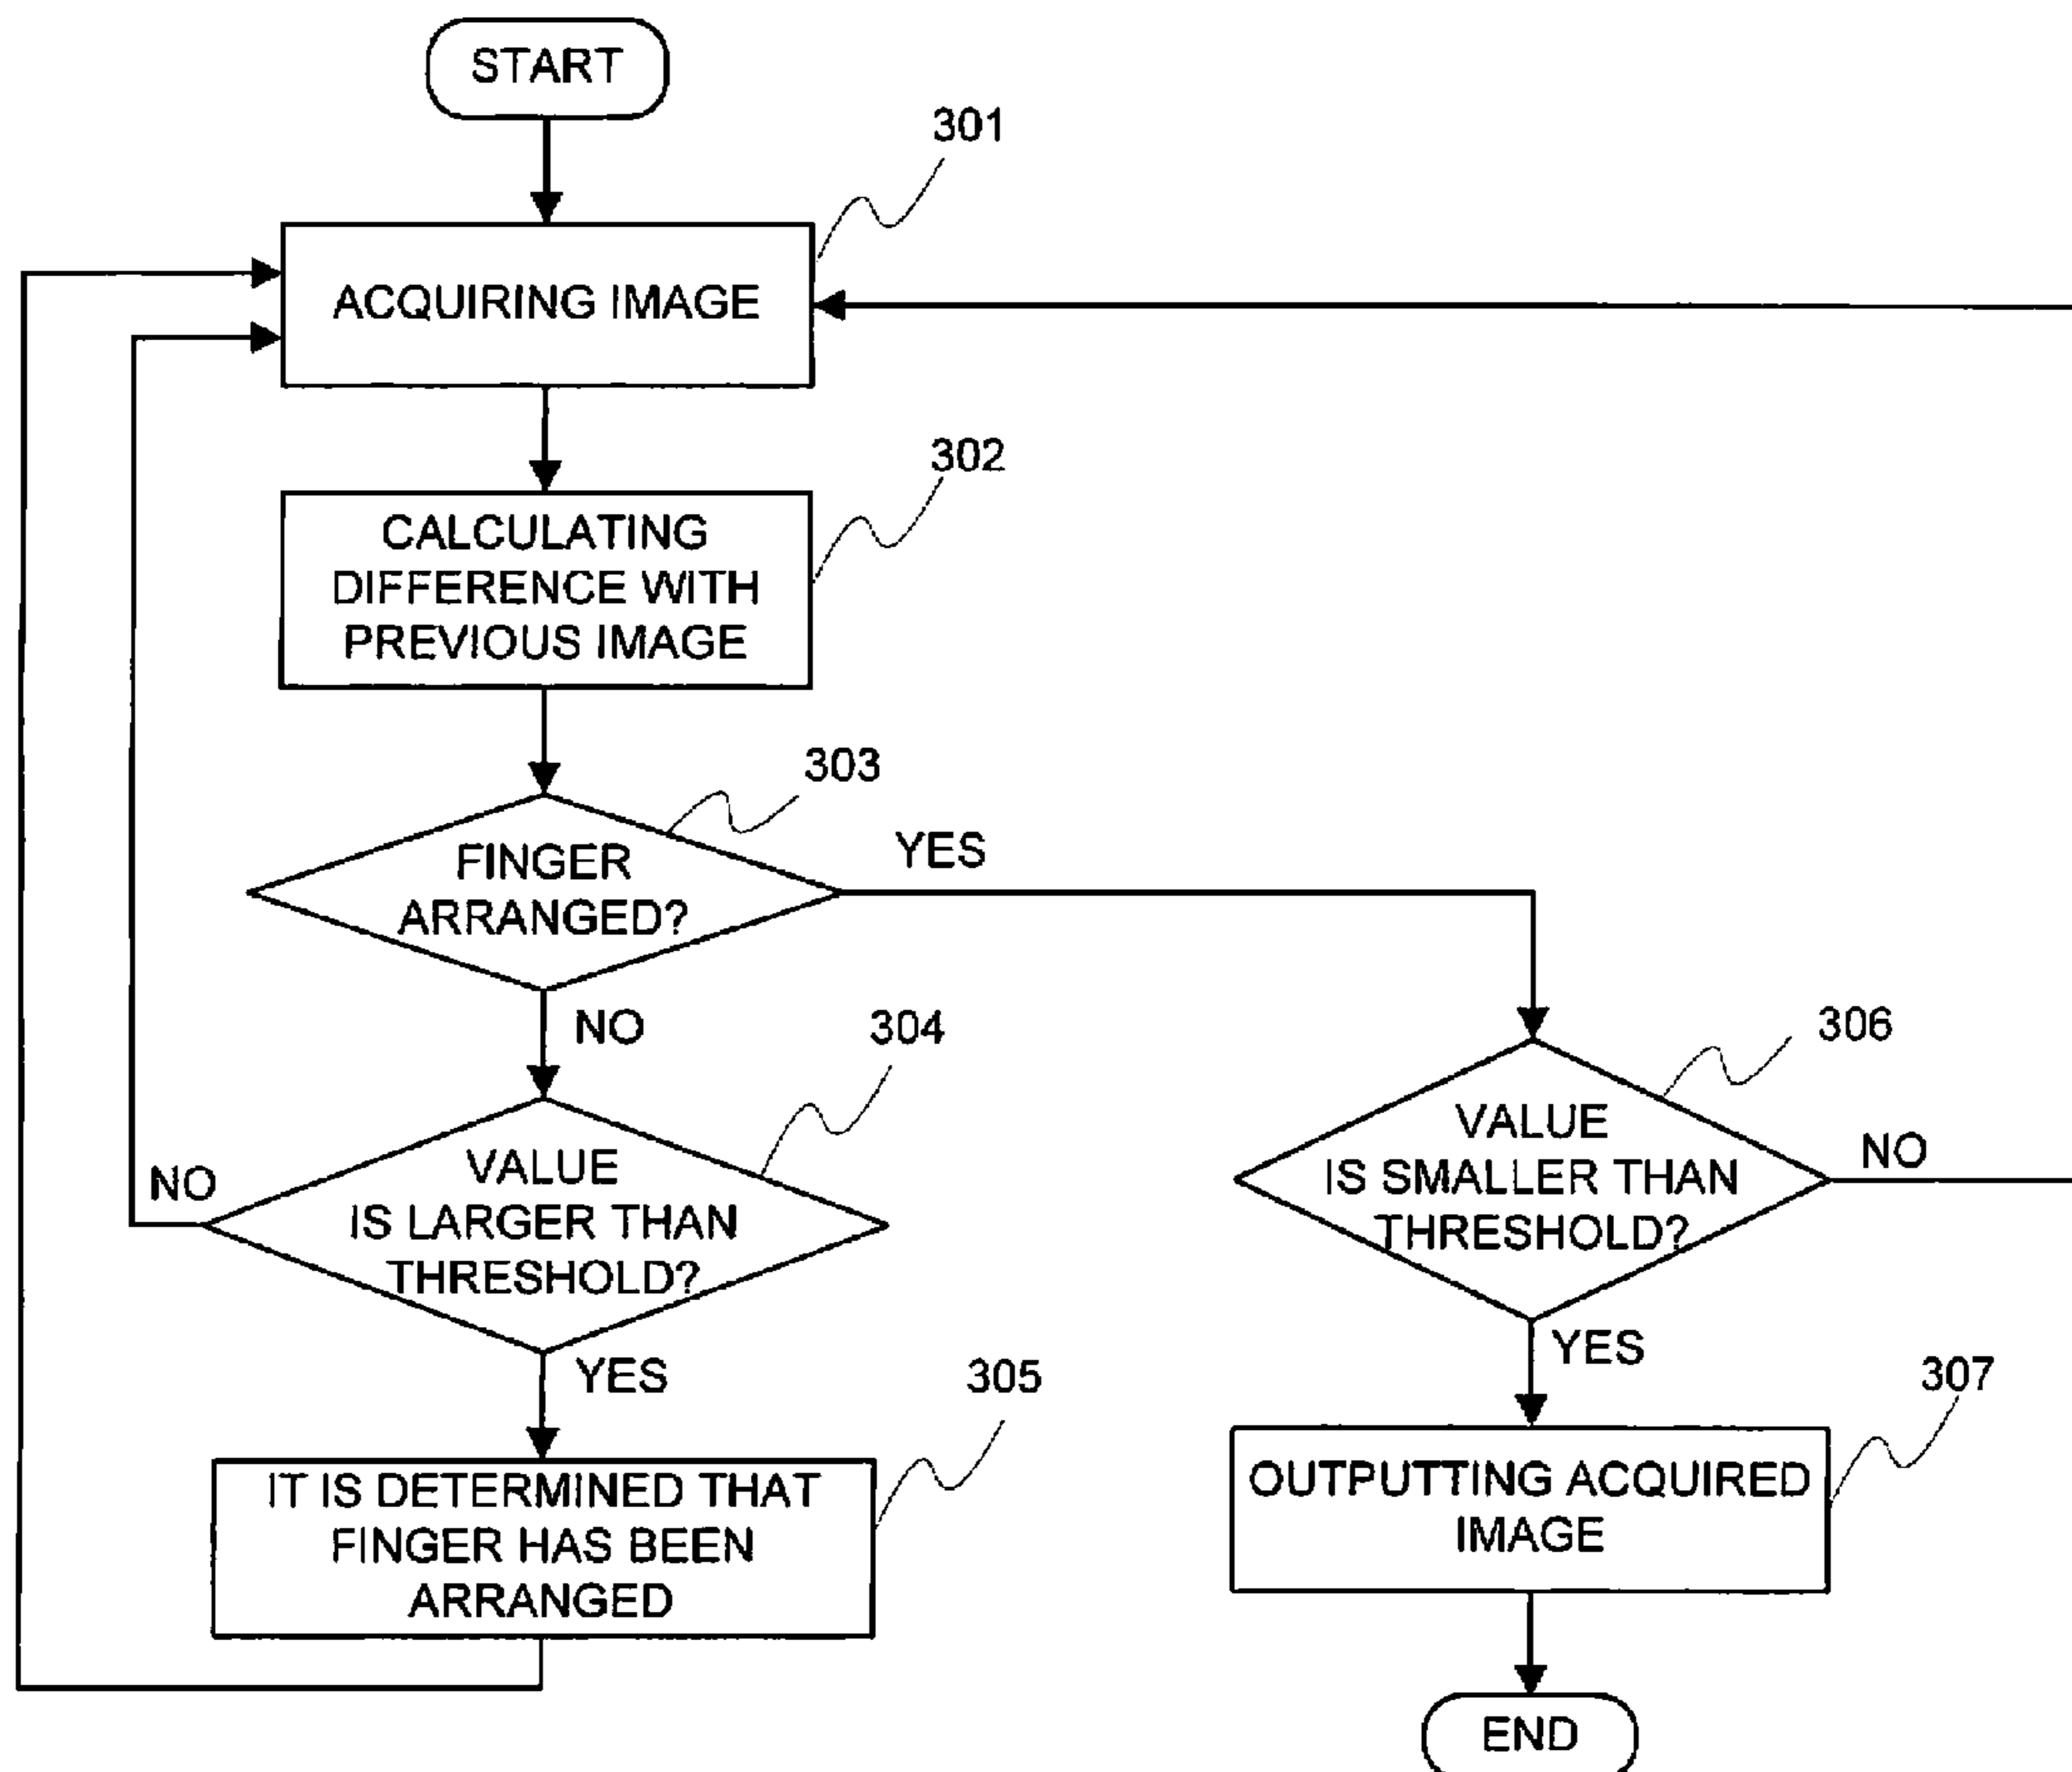 START
301
ACQUIRING IMAGE
302
CALCULATING
DIFFERENCE WITH
PREVIOUS IMAGE
303
FINGER
ARRANGED?
YES
NO
304
VALUE
IS LARGER THAN
THRESHOLD?
NO
YES
305
IT IS DETERMINED THAT
FINGER HAS BEEN
ARRANGED
306
VALUE
IS SMALLER THAN
THRESHOLD?
NO
YES
307
OUTPUTTING ACQUIRED
IMAGE
END